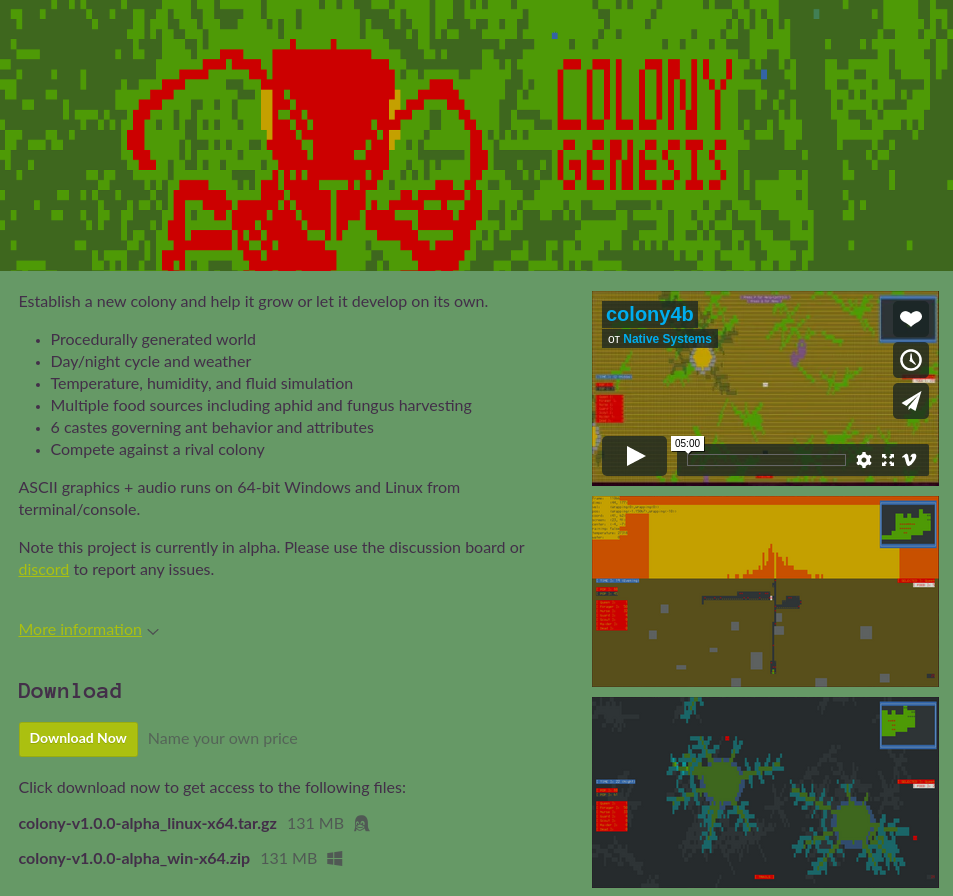 COLONY
GENESIS
Establish a new colony and help it grow or let it develop on its own.
• Procedurally generated world
• Day/night cycle and weather
• Temperature, humidity, and fluid simulation
• Multiple food sources including aphid and fungus harvesting
• 6 castes governing ant behavior and attributes
• Compete against a rival colony
ASCII graphics + audio runs on 64-bit Windows and Linux from
terminal/console.
Note this project is currently in alpha. Please use the discussion board or
discord to report any issues.
More information
Download
Download Now Name your own price
Click download now to get access to the following files:
colony-v1.0.0-alpha_linux-x64.tar.gz 131 MB
colony-v1.0.0-alpha_win-x64.zip 131 MB
colony4b
от Native Systems
05:00